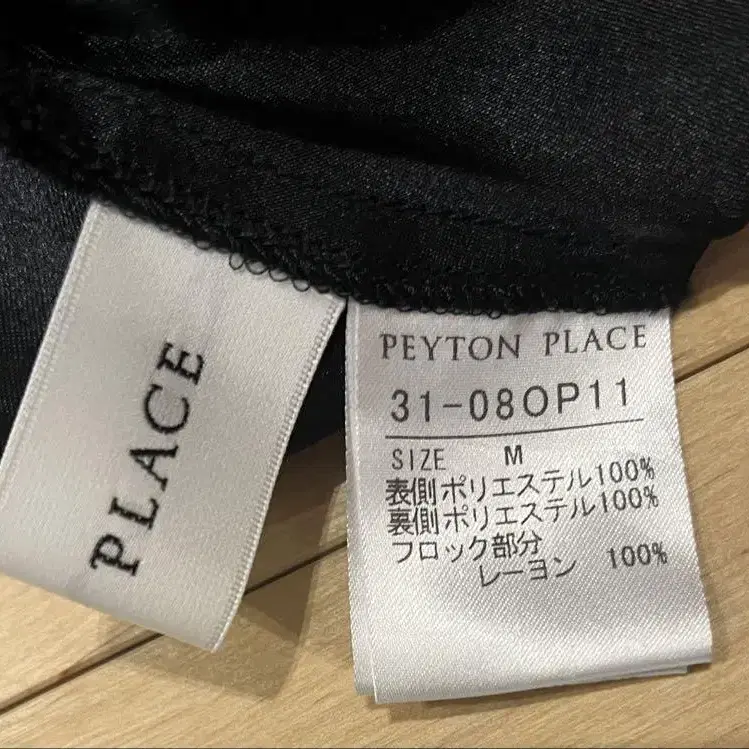 PLACE
PEYTON PLACE
31-08OP11
SIZE M
表側ポリエステル100%
裏側ポリエステル100%
フロック部分
レーヨン 100%